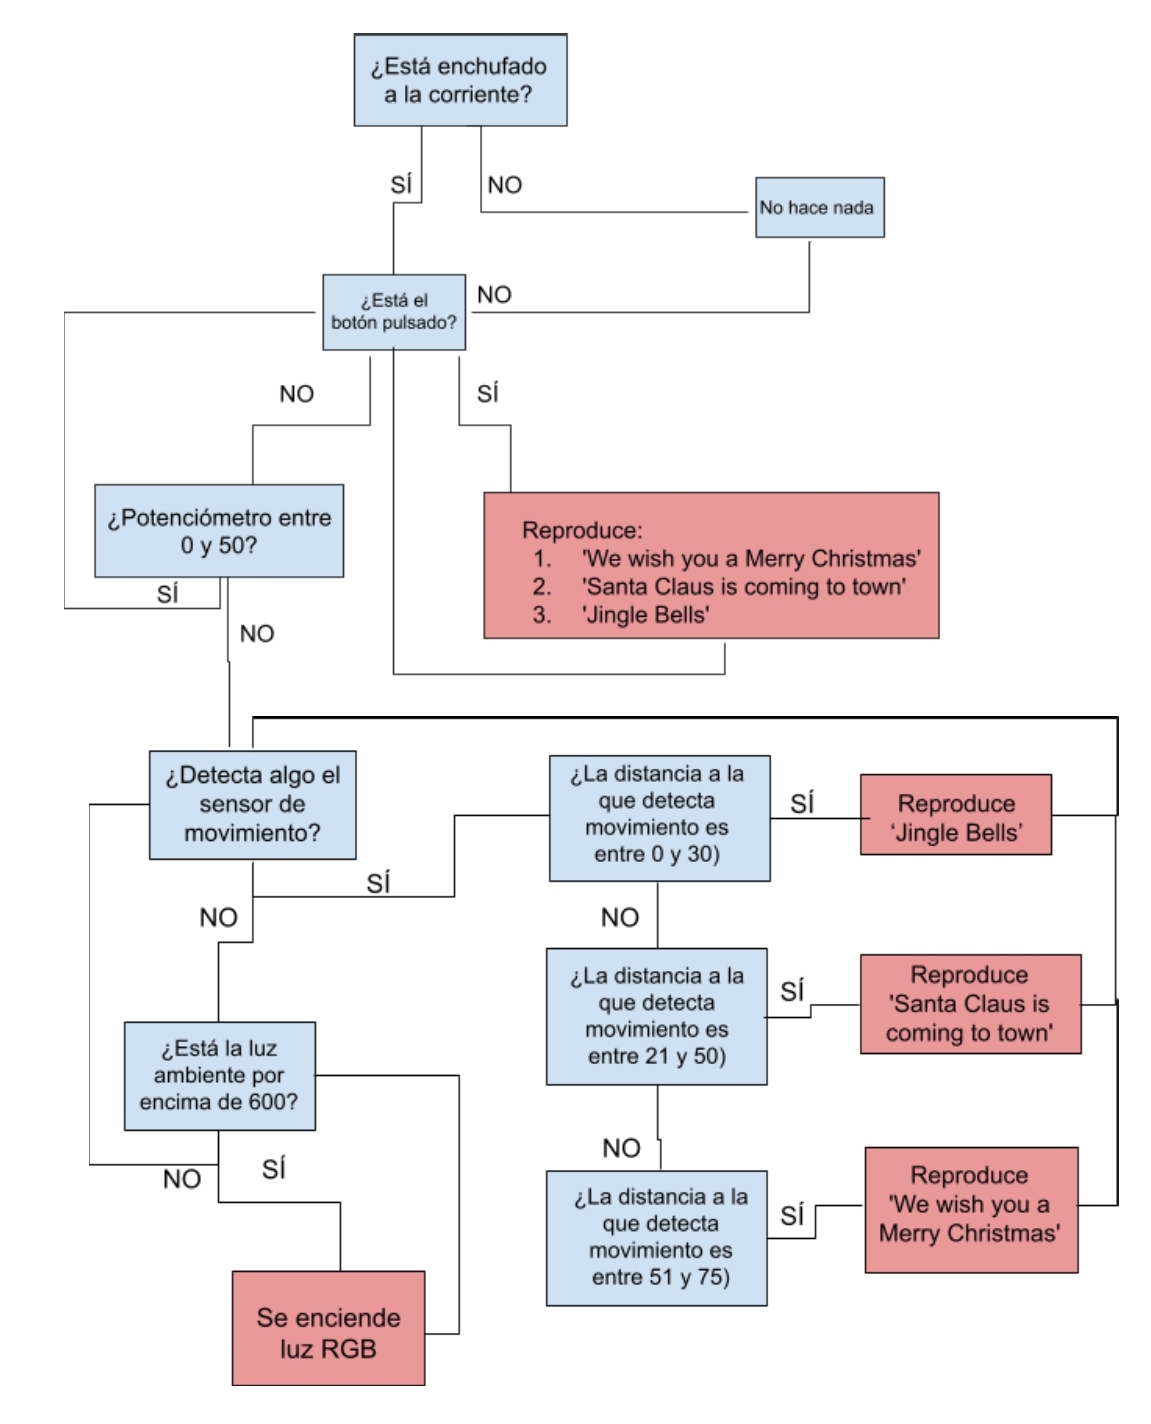 ¿Está enchufado
a la corriente?
SÍ
NO
No hace nada
¿Está el
botón pulsado?
NO
NO
SÍ
¿Potenciómetro entre
0 y 50?
SÍ
NO
Reproduce:
1. 'We wish you a Merry Christmas'
2. 'Santa Claus is coming to town'
3. 'Jingle Bells'
¿Detecta algo el
sensor de
movimiento?
SÍ
NO
¿La distancia a la
que detecta
movimiento es
entre 0 y 30)
SÍ
Reproduce
‘Jingle Bells’
NO
¿La distancia a la
que detecta
movimiento es
entre 21 y 50)
SÍ
Reproduce
'Santa Claus is
coming to town'
NO
¿La distancia a la
que detecta
movimiento es
entre 51 y 75)
SÍ
Reproduce
'We wish you a
Merry Christmas'
¿Está la luz
ambiente por
encima de 600?
NO
SÍ
Se enciende
luz RGB